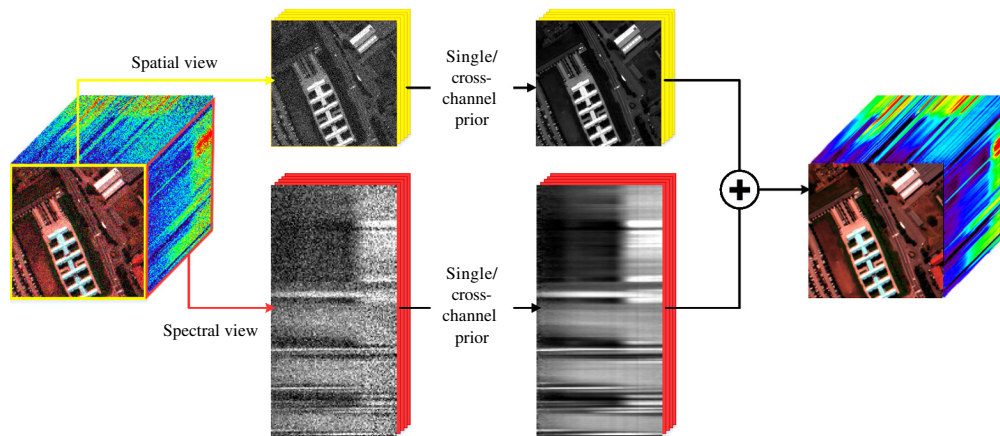 Spatial view
Single/
cross-
channel
prior
Spectral view
Single/
cross-
channel
prior